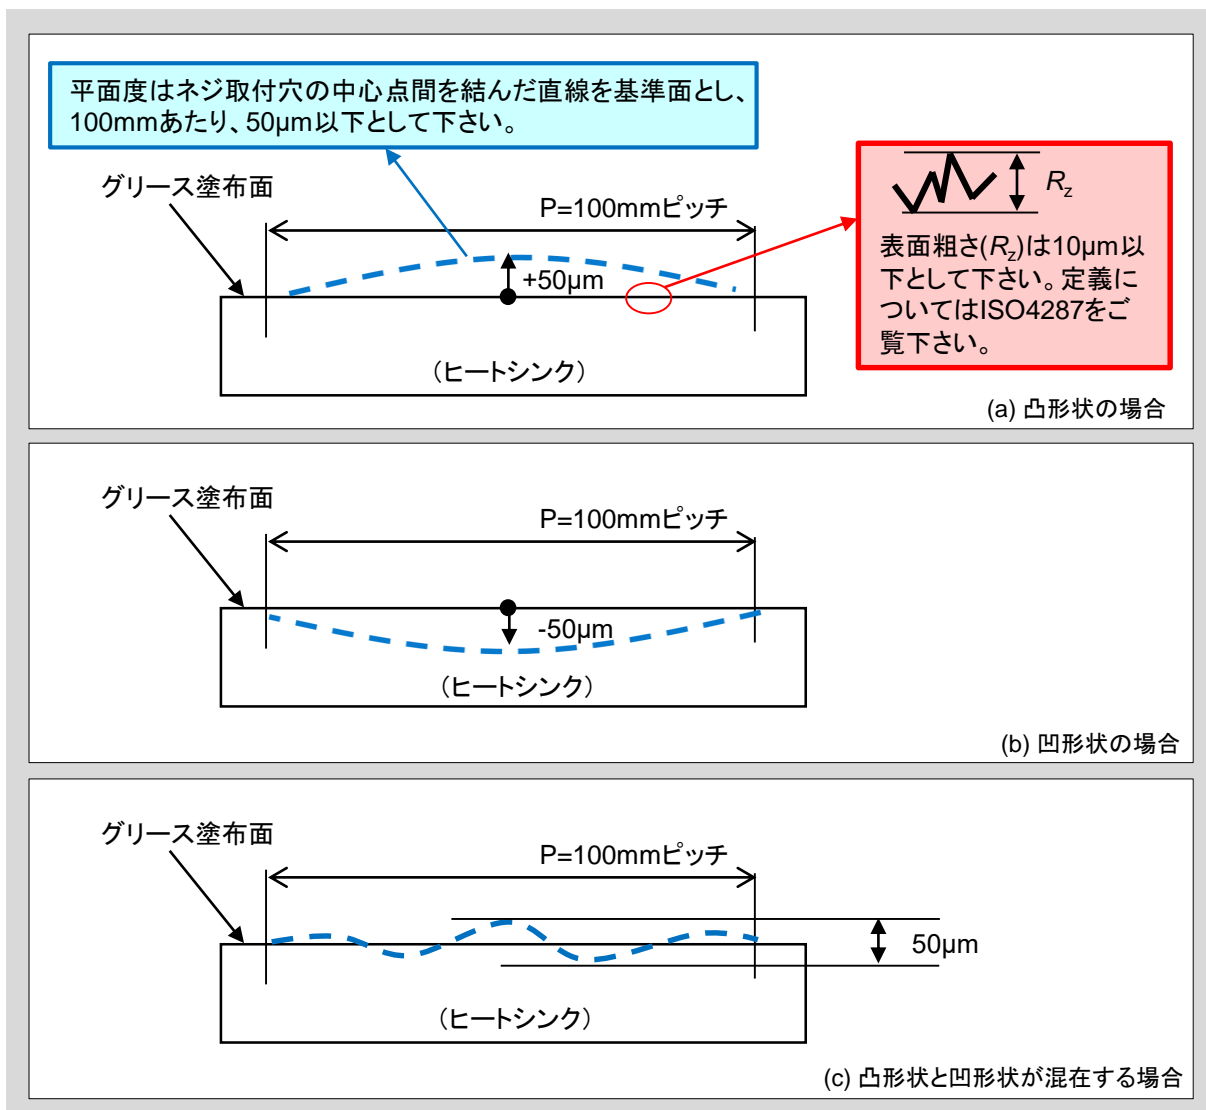 平面度はネジ取付穴の中心点間を結んだ直線を基準面とし、
100mmあたり、50μm以下として下さい。
グリース塗布面
P=100mmピッチ
+50μm
(ヒートシンク)
Rz
表面粗さ(Rz)は10μm以
下として下さい。定義に
ついてはISO4287をご
覧下さい。
(a) 凸形状の場合
グリース塗布面
P=100mmピッチ
-50μm
(ヒートシンク)
(b) 凹形状の場合
グリース塗布面
P=100mmピッチ
50μm
(ヒートシンク)
(c) 凸形状と凹形状が混在する場合